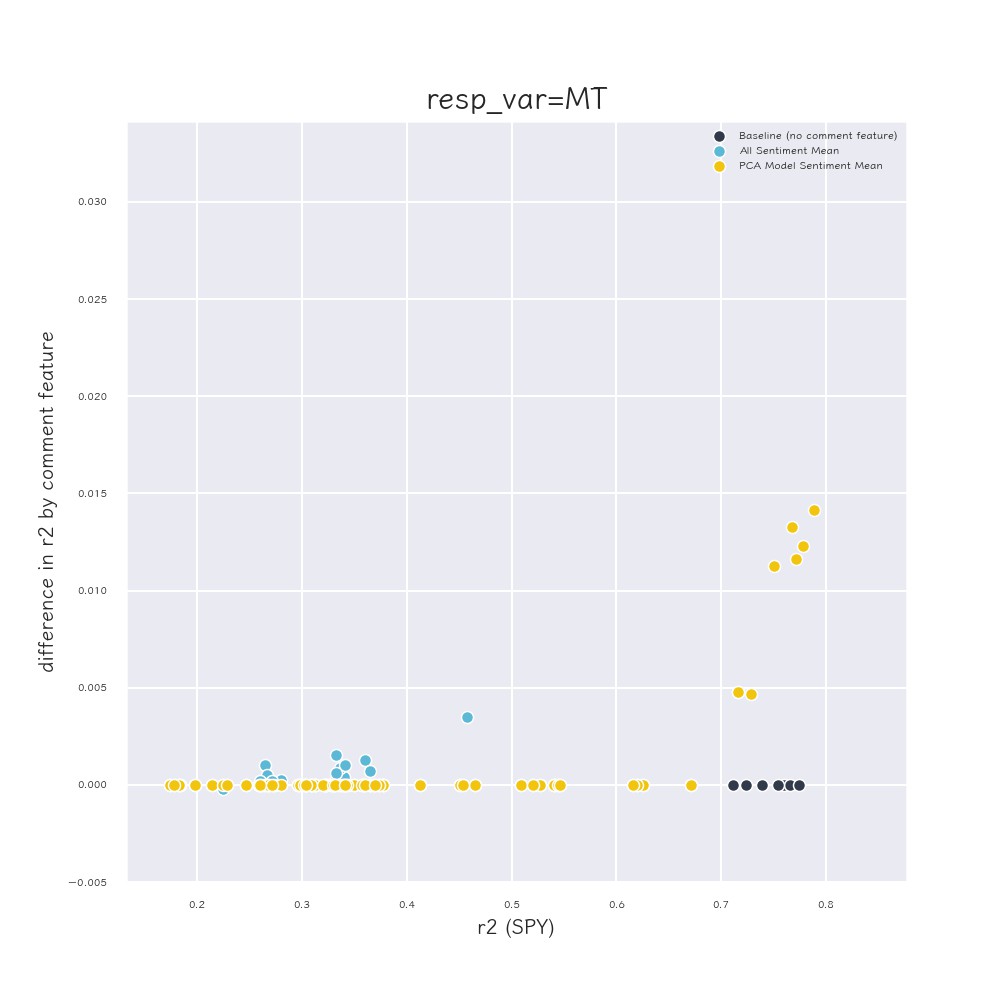 resp_var=MT
Baseline (no comment feature)
All Sentiment Mean
PCA Model Sentiment Mean
0.030
0.025
0.020
0.015
0.010
0.005
0.000
−0.005
difference in r2 by comment feature
0.2 0.3 0.4 0.5 0.6 0.7 0.8
r2 (SPY)